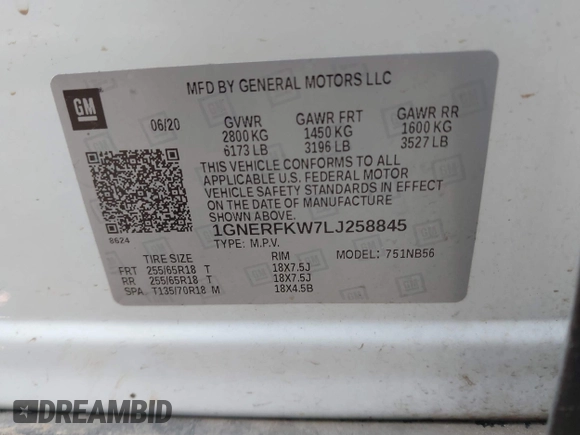 GM
MFD BY GENERAL MOTORS LLC
06/20 GVWR GAWR FRT GAWR RR
2800 KG 1450 KG 1600 KG
6173 LB 3196 LB 3527 LB
THIS VEHICLE CONFORMS TO ALL
APPLICABLE U.S. FEDERAL MOTOR
VEHICLE SAFETY STANDARDS IN EFFECT
ON THE DATE OF MANUFACTURE
SHOWN ABOVE.
8624
1GNERFKW7LJ258845
TYPE: M.P.V.
TIRE SIZE RIM MODEL: 751NB56
FRT 255/65R18 T 18X7.5J
RR 255/65R18 T 18X7.5J
SPA T135/70R18 M 18X4.5B
DREAMBID